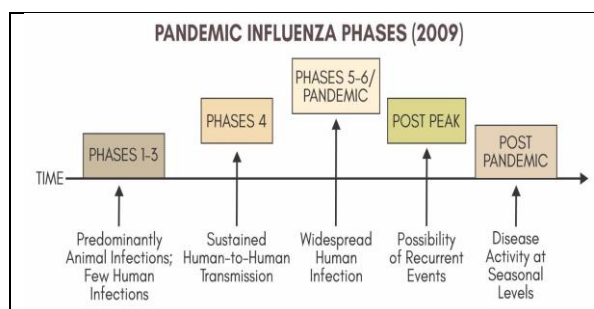 PANDEMIC INFLUENZA PHASES (2009)
PHASES 5-6/
PANDEMIC
PHASES 4
POST PEAK
PHASES 1-3
POST
PANDEMIC
TIME
Predominantly
Animal Infections;
Few Human
Infections
Sustained
Human-to-Human
Transmission
Widespread
Human
Infection
Possibility
of Recurrent
Events
Disease
Activity at
Seasonal
Levels